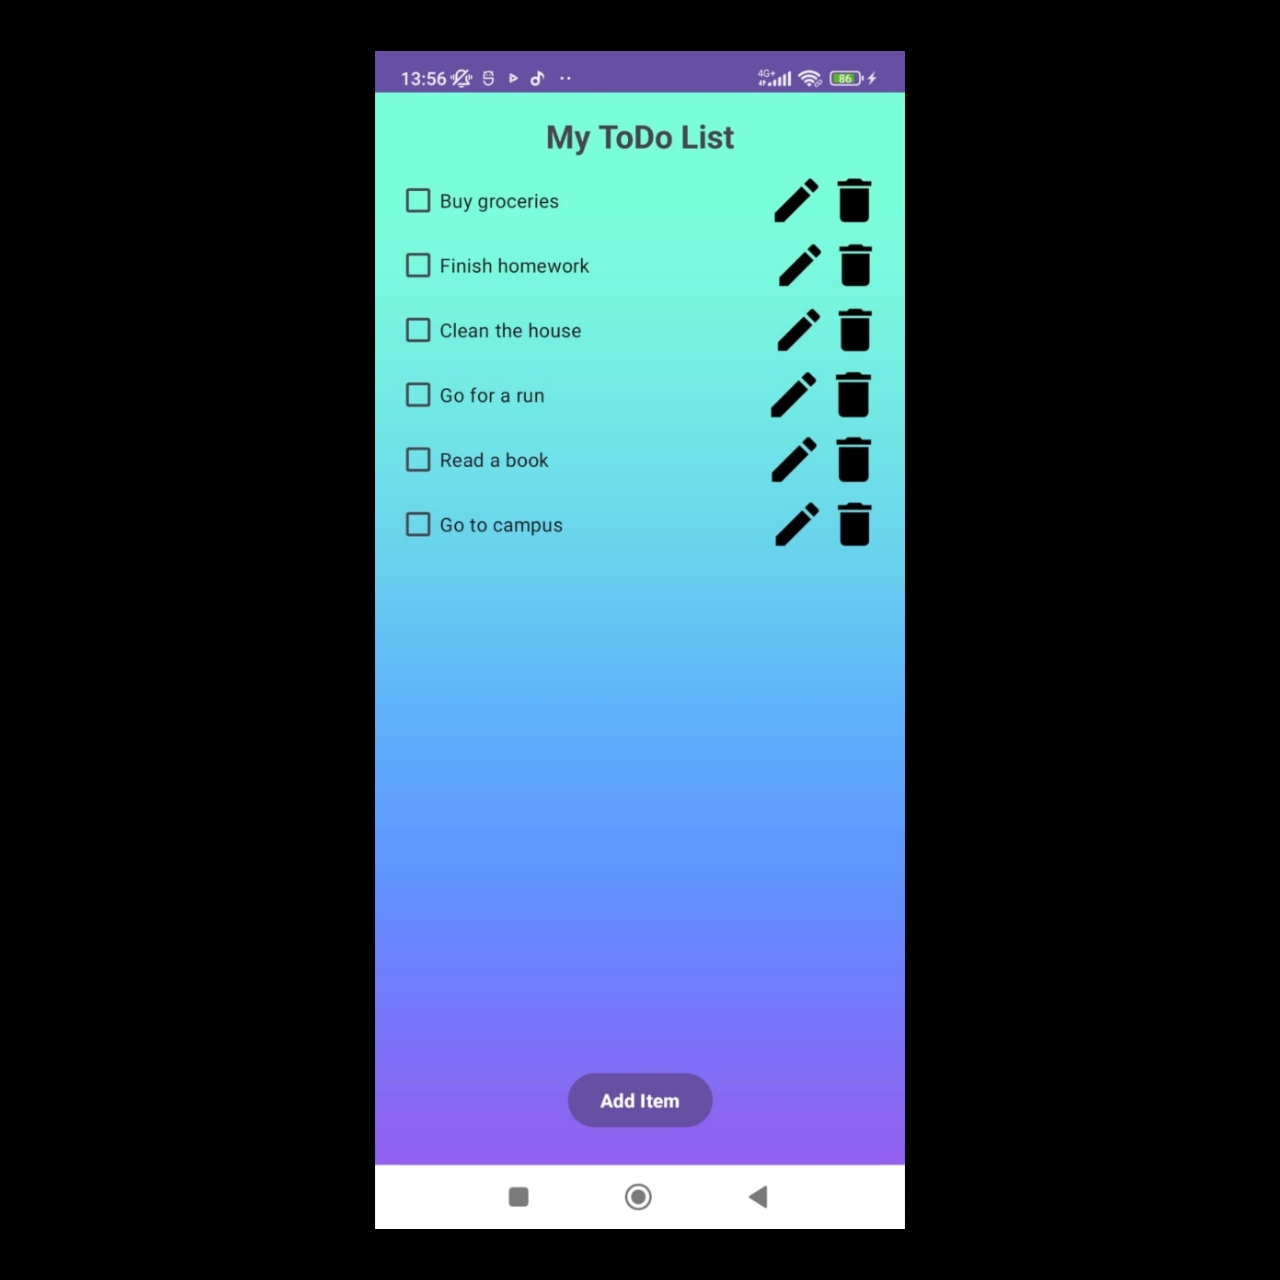 13:56 4G+ 86
My ToDo List
Buy groceries
Finish homework
Clean the house
Go for a run
Read a book
Go to campus
Add Item